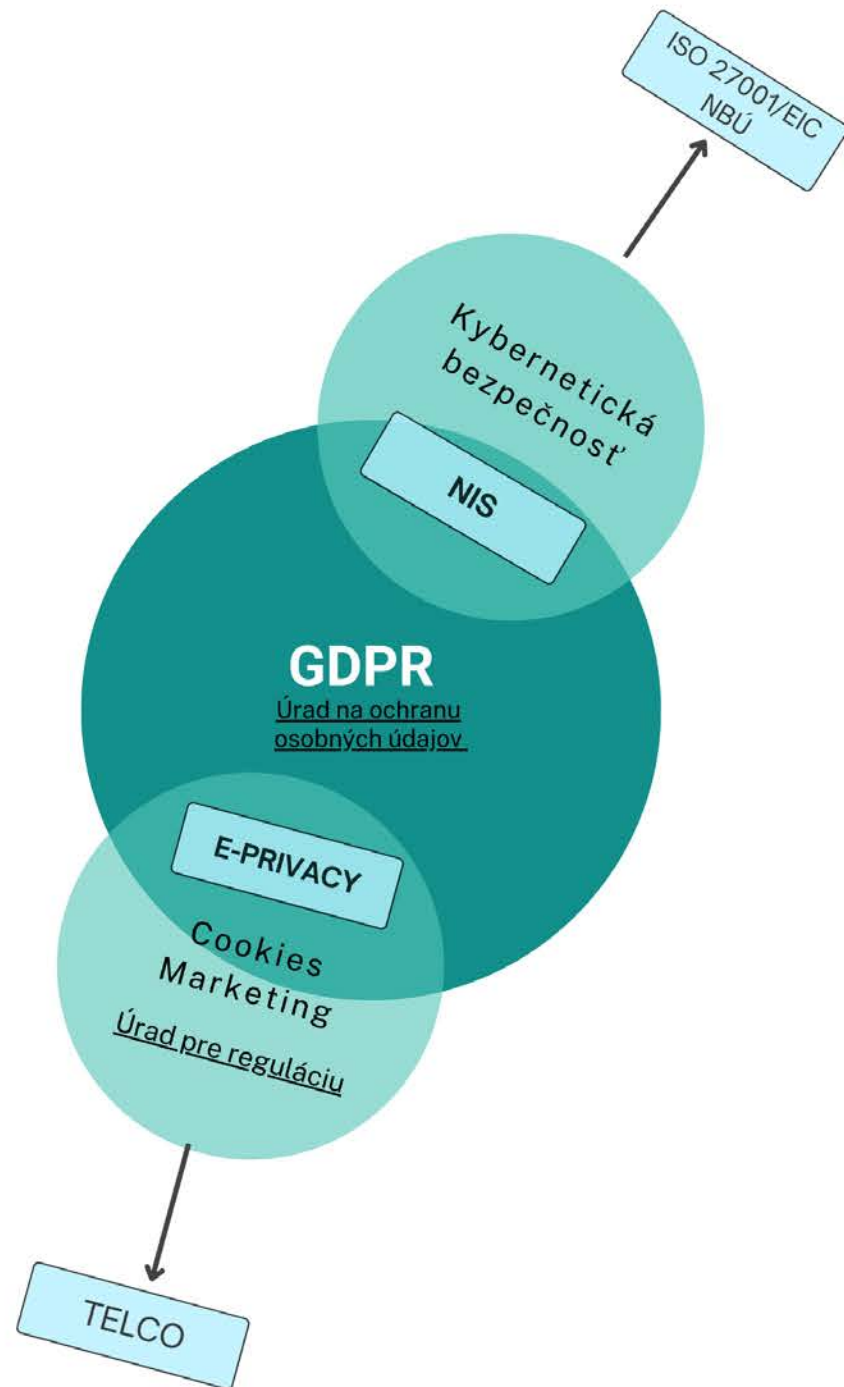 ISO 27001/EIC
NBÚ
Kybernetická
bezpečnosť
NIS
GDPR
Úrad na ochranu
osobných údajov
E-PRIVACY
Cookies
Marketing
Úrad pre reguláciu
TELCO